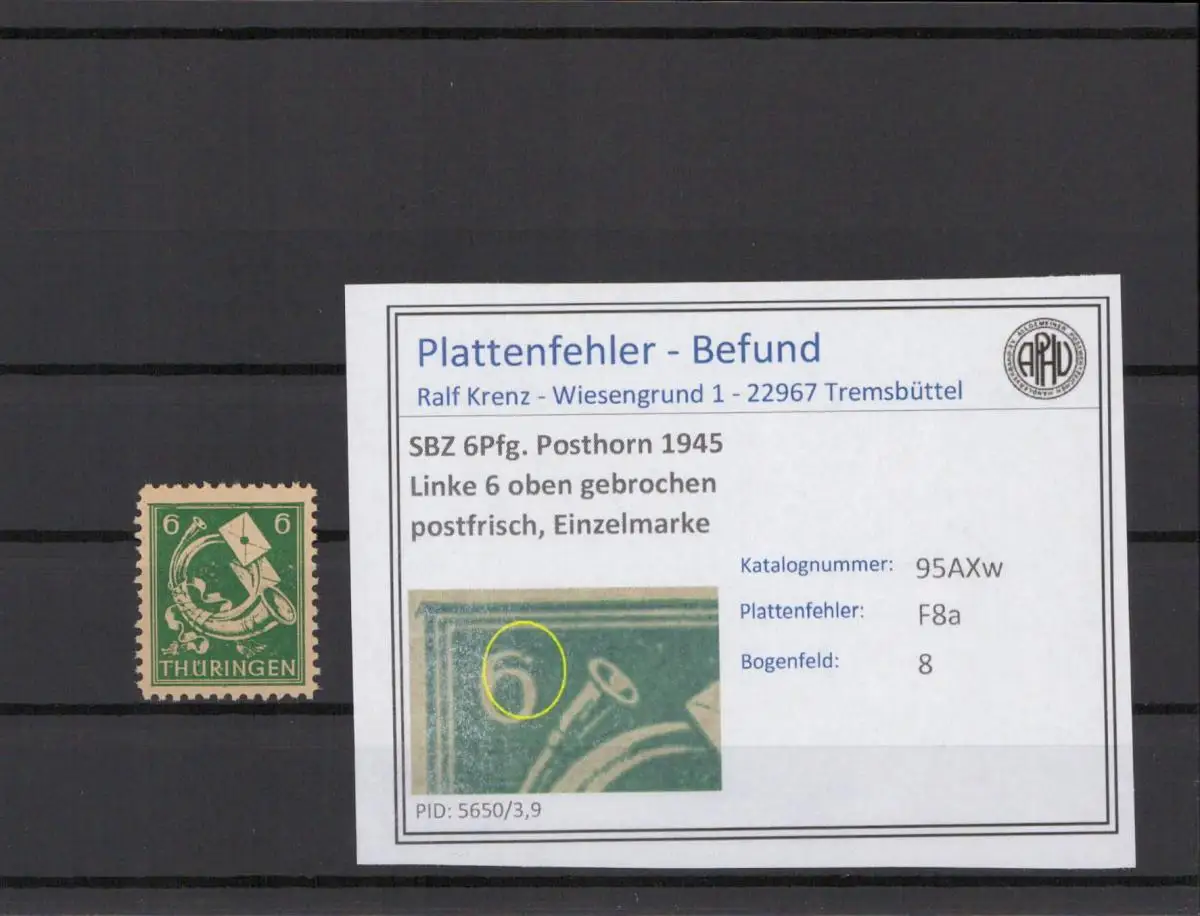 6 6
THÜRINGEN
Plattenfehler - Befund
Ralf Krenz - Wiesengrund 1 - 22967 Tremsbüttel
APHV
SBZ 6Pfg. Posthorn 1945
Linke 6 oben gebrochen
postfrisch, Einzelmarke
Katalognummer: 95AXw
Plattenfehler: F8a
Bogenfeld: 8
6
PID: 5650/3,9